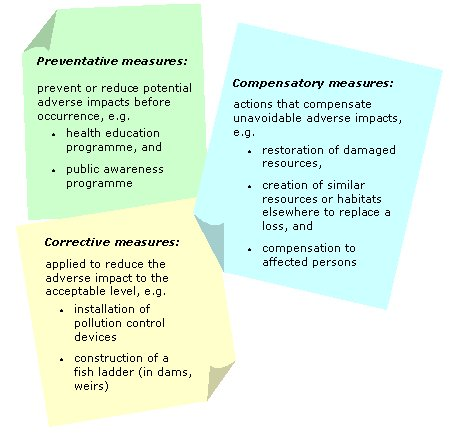 Preventative measures:
prevent or reduce potential
adverse impacts before
occurrence, e.g.
• health education
programme, and
• public awareness
programme
Compensatory measures:
actions that compensate
unavoidable adverse impacts,
e.g.
• restoration of damaged
resources,
• creation of similar
resources or habitats
elsewhere to replace a
loss, and
• compensation to
affected persons
Corrective measures:
applied to reduce the
adverse impact to the
acceptable level, e.g.
• installation of
pollution control
devices
• construction of a
fish ladder (in dams,
weirs)